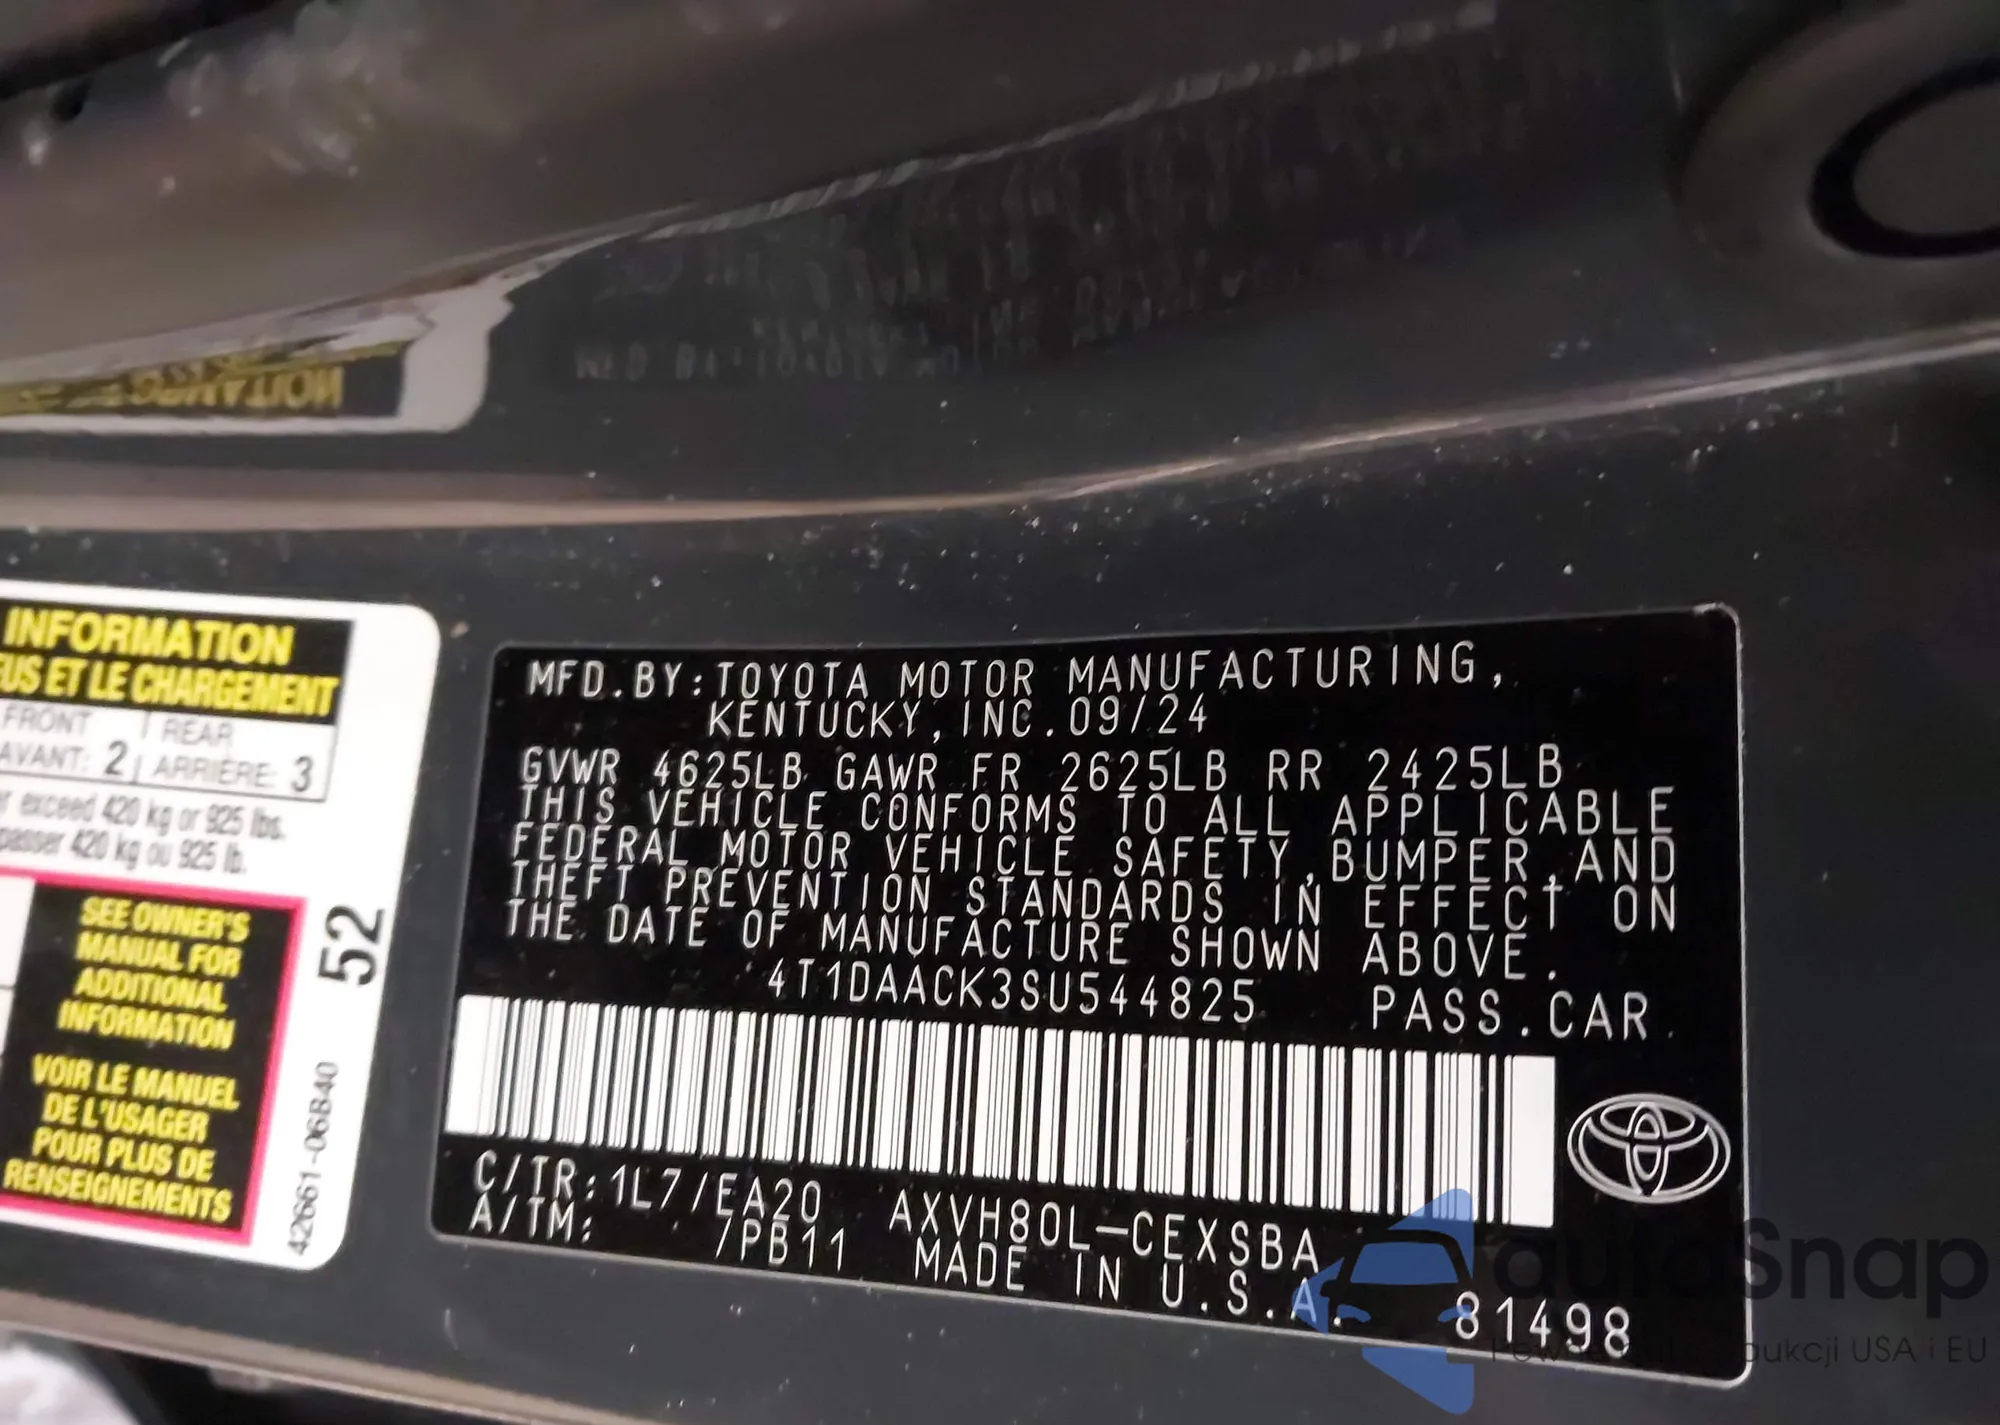 INFORMATION
EUS ET LE CHARGEMENT
FRONT REAR
AVANT: 2 ARRIÈRE: 3
exceed 420 kg or 925 lbs.
420 kg ou 925 lb.
SEE OWNER'S
MANUAL FOR
ADDITIONAL
INFORMATION
VOIR LE MANUEL
DE L'USAGER
POUR PLUS DE
RENSEIGNEMENTS
52
42661-06B40
MFD.BY:TOYOTA MOTOR MANUFACTURING,
KENTUCKY,INC.09/24
GVWR 4625LB GAWR FR 2625LB RR 2425LB
THIS VEHICLE CONFORMS TO ALL APPLICABLE
FEDERAL MOTOR VEHICLE SAFETY,BUMPER,AND
THEFT PREVENTION STANDARDS IN EFFECT ON
THE DATE OF MANUFACTURE SHOWN ABOVE.
4T1DAACK3SU544825 PASS.CAR
C/TR:1L7/EA20 AXVH80L-CEXSBA
A/TM: /PB11 MADE IN U.S.A.
81498
autoSnap
USA i EU